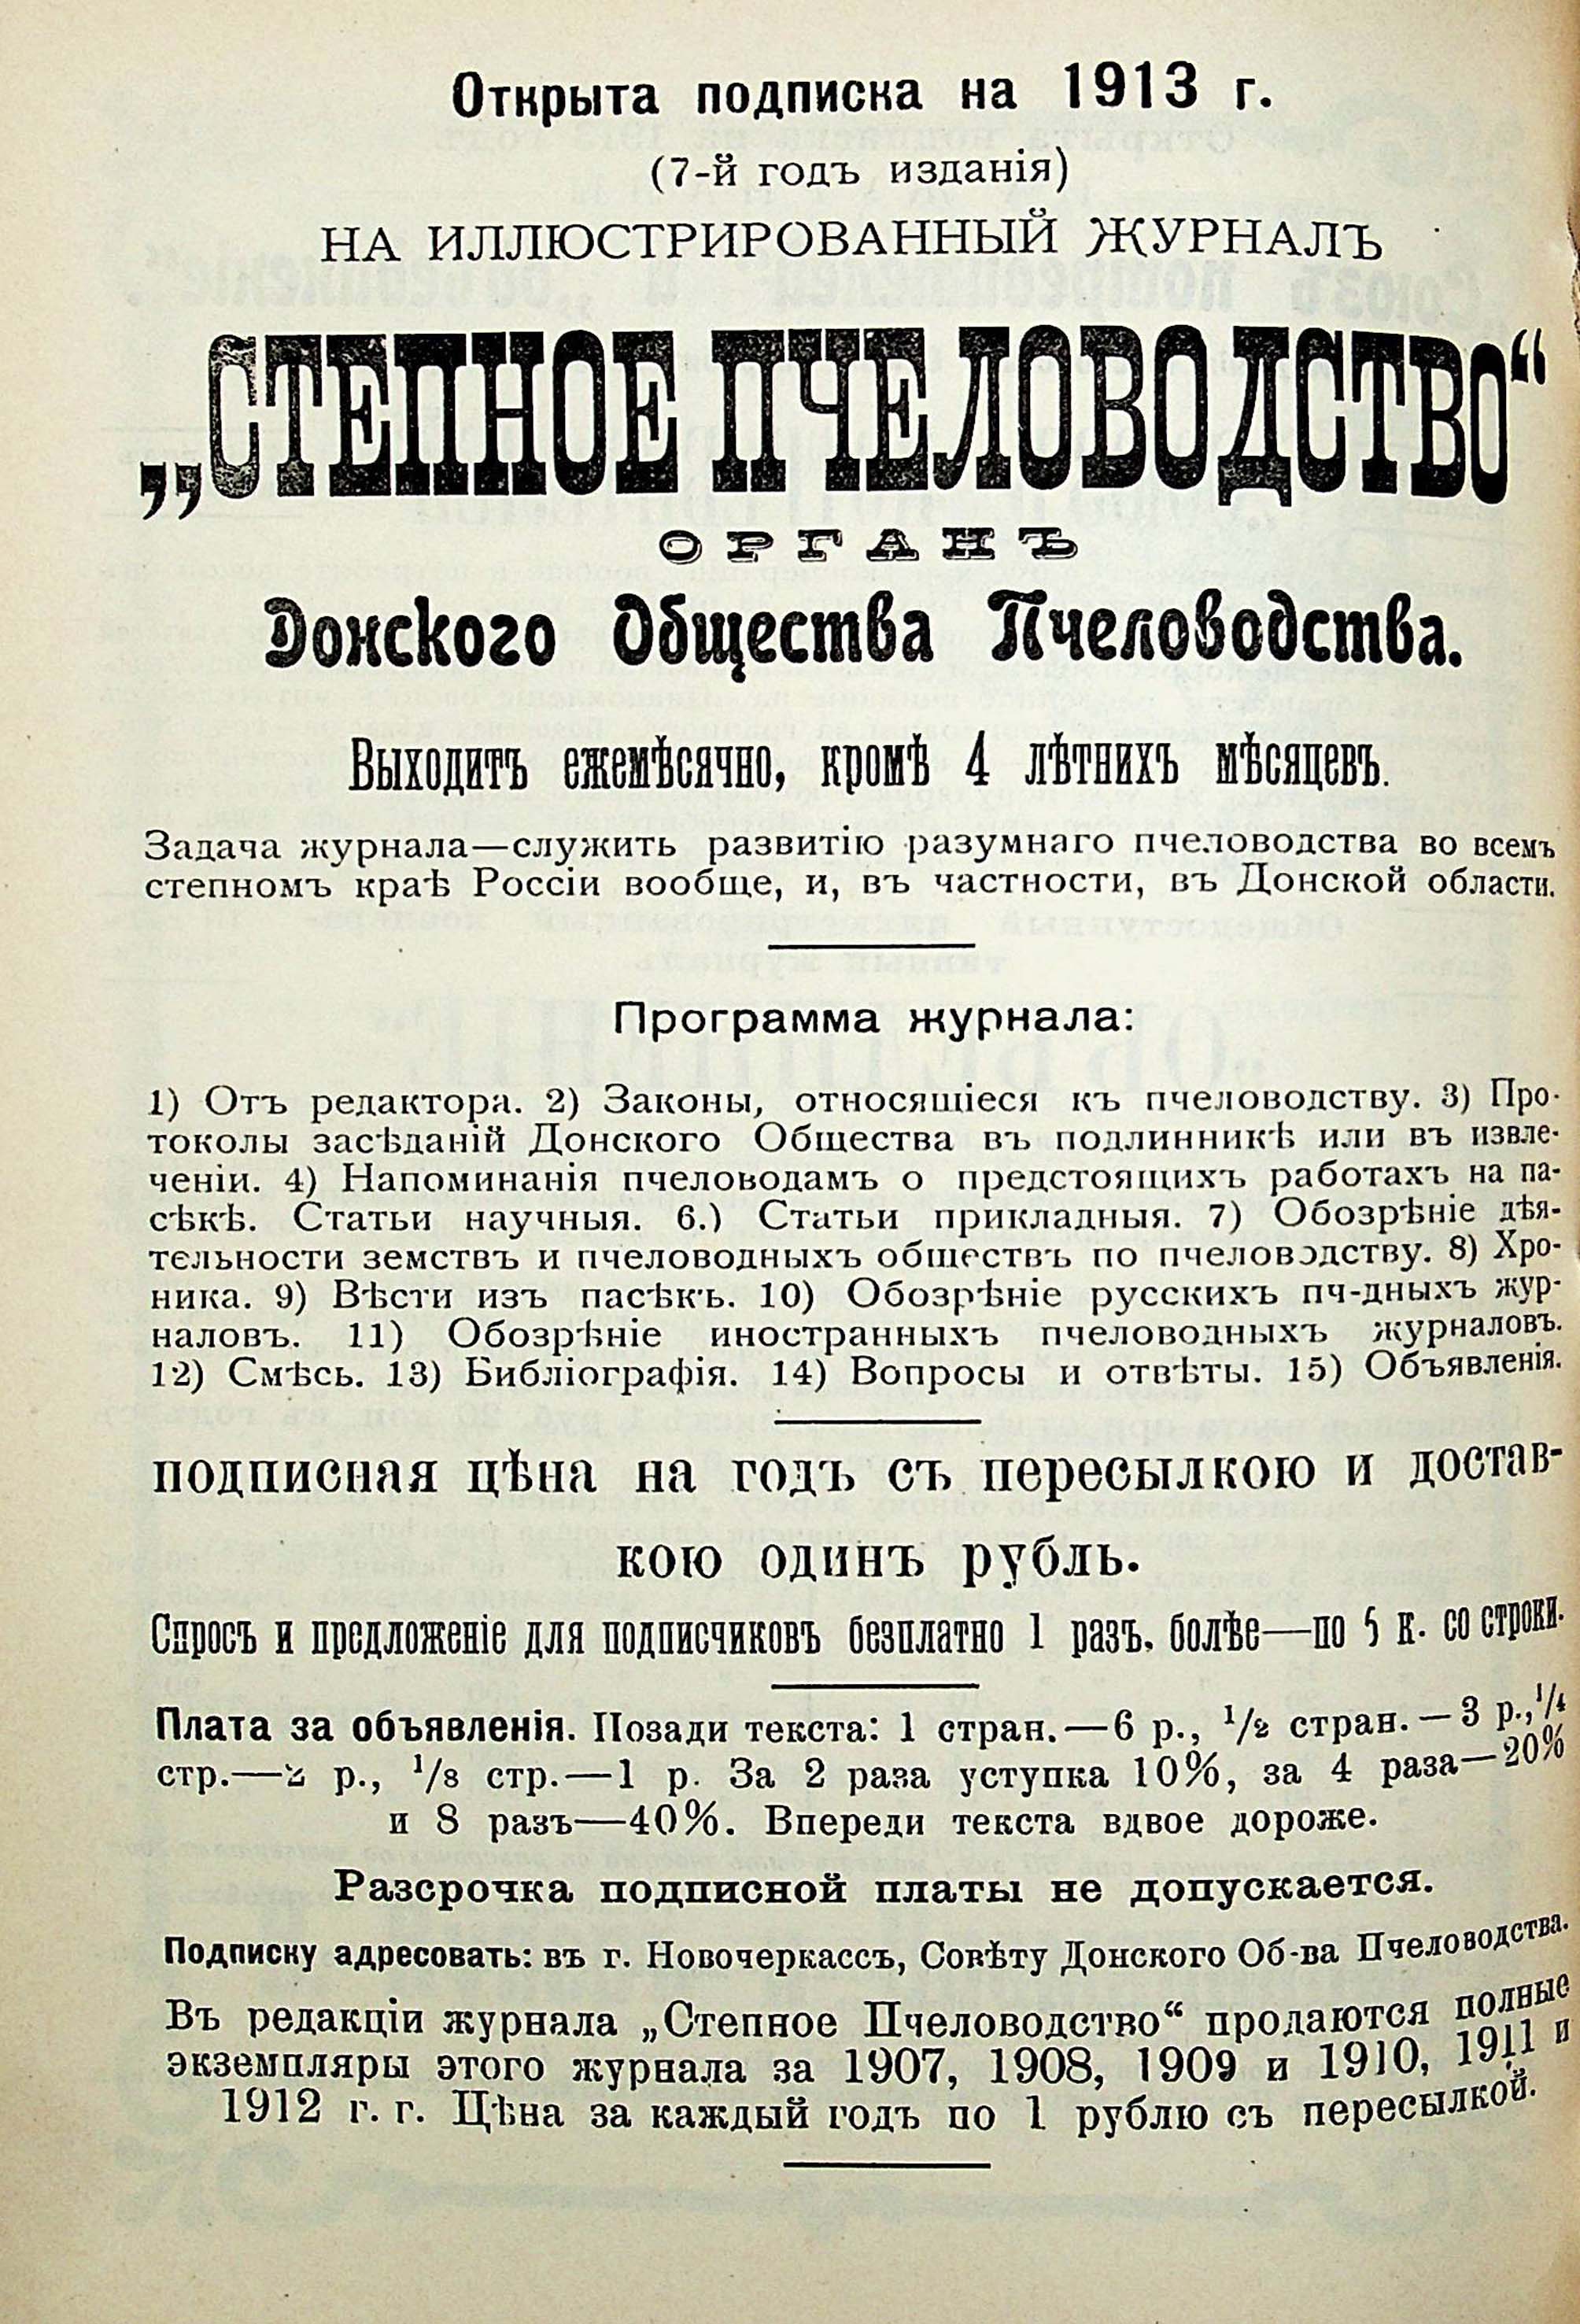 Открыта подписка на 1913 г.
(7-й годъ изданія)
НА ИЛЛЮСТРИРОВАННЫЙ ЖУРНАЛЪ
„СТЕПНОЕ ПЧЕЛОВОДСТВО“
ОРГАНЪ
Донского Общества Пчеловодства.
Выходитъ ежемѣсячно, кромѣ 4 лѣтнихъ мѣсяцевъ.
Задача журнала—служить развитію разумнаго пчеловодства во всемъ
степномъ краѣ Россіи вообще, и, въ частности, въ Донской области.
Программа журнала:
1) Отъ редактора. 2) Законы, относящіеся къ пчеловодству. 3) Про-
токолы засѣданій Донского Общества въ подлинникѣ или въ извле-
ченіи. 4) Напоминанія пчеловодамъ о предстоящихъ работахъ на па-
сѣкѣ. Статьи научныя. 6.) Статьи прикладныя. 7) Обозрѣніе дѣя-
тельности земствъ и пчеловодныхъ обществъ по пчеловодству. 8) Хро-
ника. 9) Вѣсти изъ пасѣкъ. 10) Обозрѣніе русскихъ пч-дныхъ жур-
наловъ. 11) Обозрѣніе иностранныхъ пчеловодныхъ журналовъ.
12) Смѣсь. 13) Библіографія. 14) Вопросы и отвѣты. 15) Объявленія.
подписная цѣна на годъ съ пересылкою и достав-
кою одинъ рубль.
Спросъ и предложеніе для подписчиковъ безплатно 1 разъ, болѣе—по 5 к. со строки.
Плата за объявленія. Позади текста: 1 стран.—6 р., 1/2 стран.—3 р., 1/4
стр.—2 р., 1/8 стр.—1 р. За 2 раза уступка 10%, за 4 раза—20%
и 8 разъ—40%. Впереди текста вдвое дороже.
Разсрочка подписной платы не допускается.
Подписку адресовать: въ г. Новочеркассъ, Совѣту Донского Об-ва Пчеловодства.
Въ редакціи журнала „Степное Пчеловодство“ продаются полные
экземпляры этого журнала за 1907, 1908, 1909 и 1910, 1911 и
1912 г. г. Цѣна за каждый годъ по 1 рублю съ пересылкой.